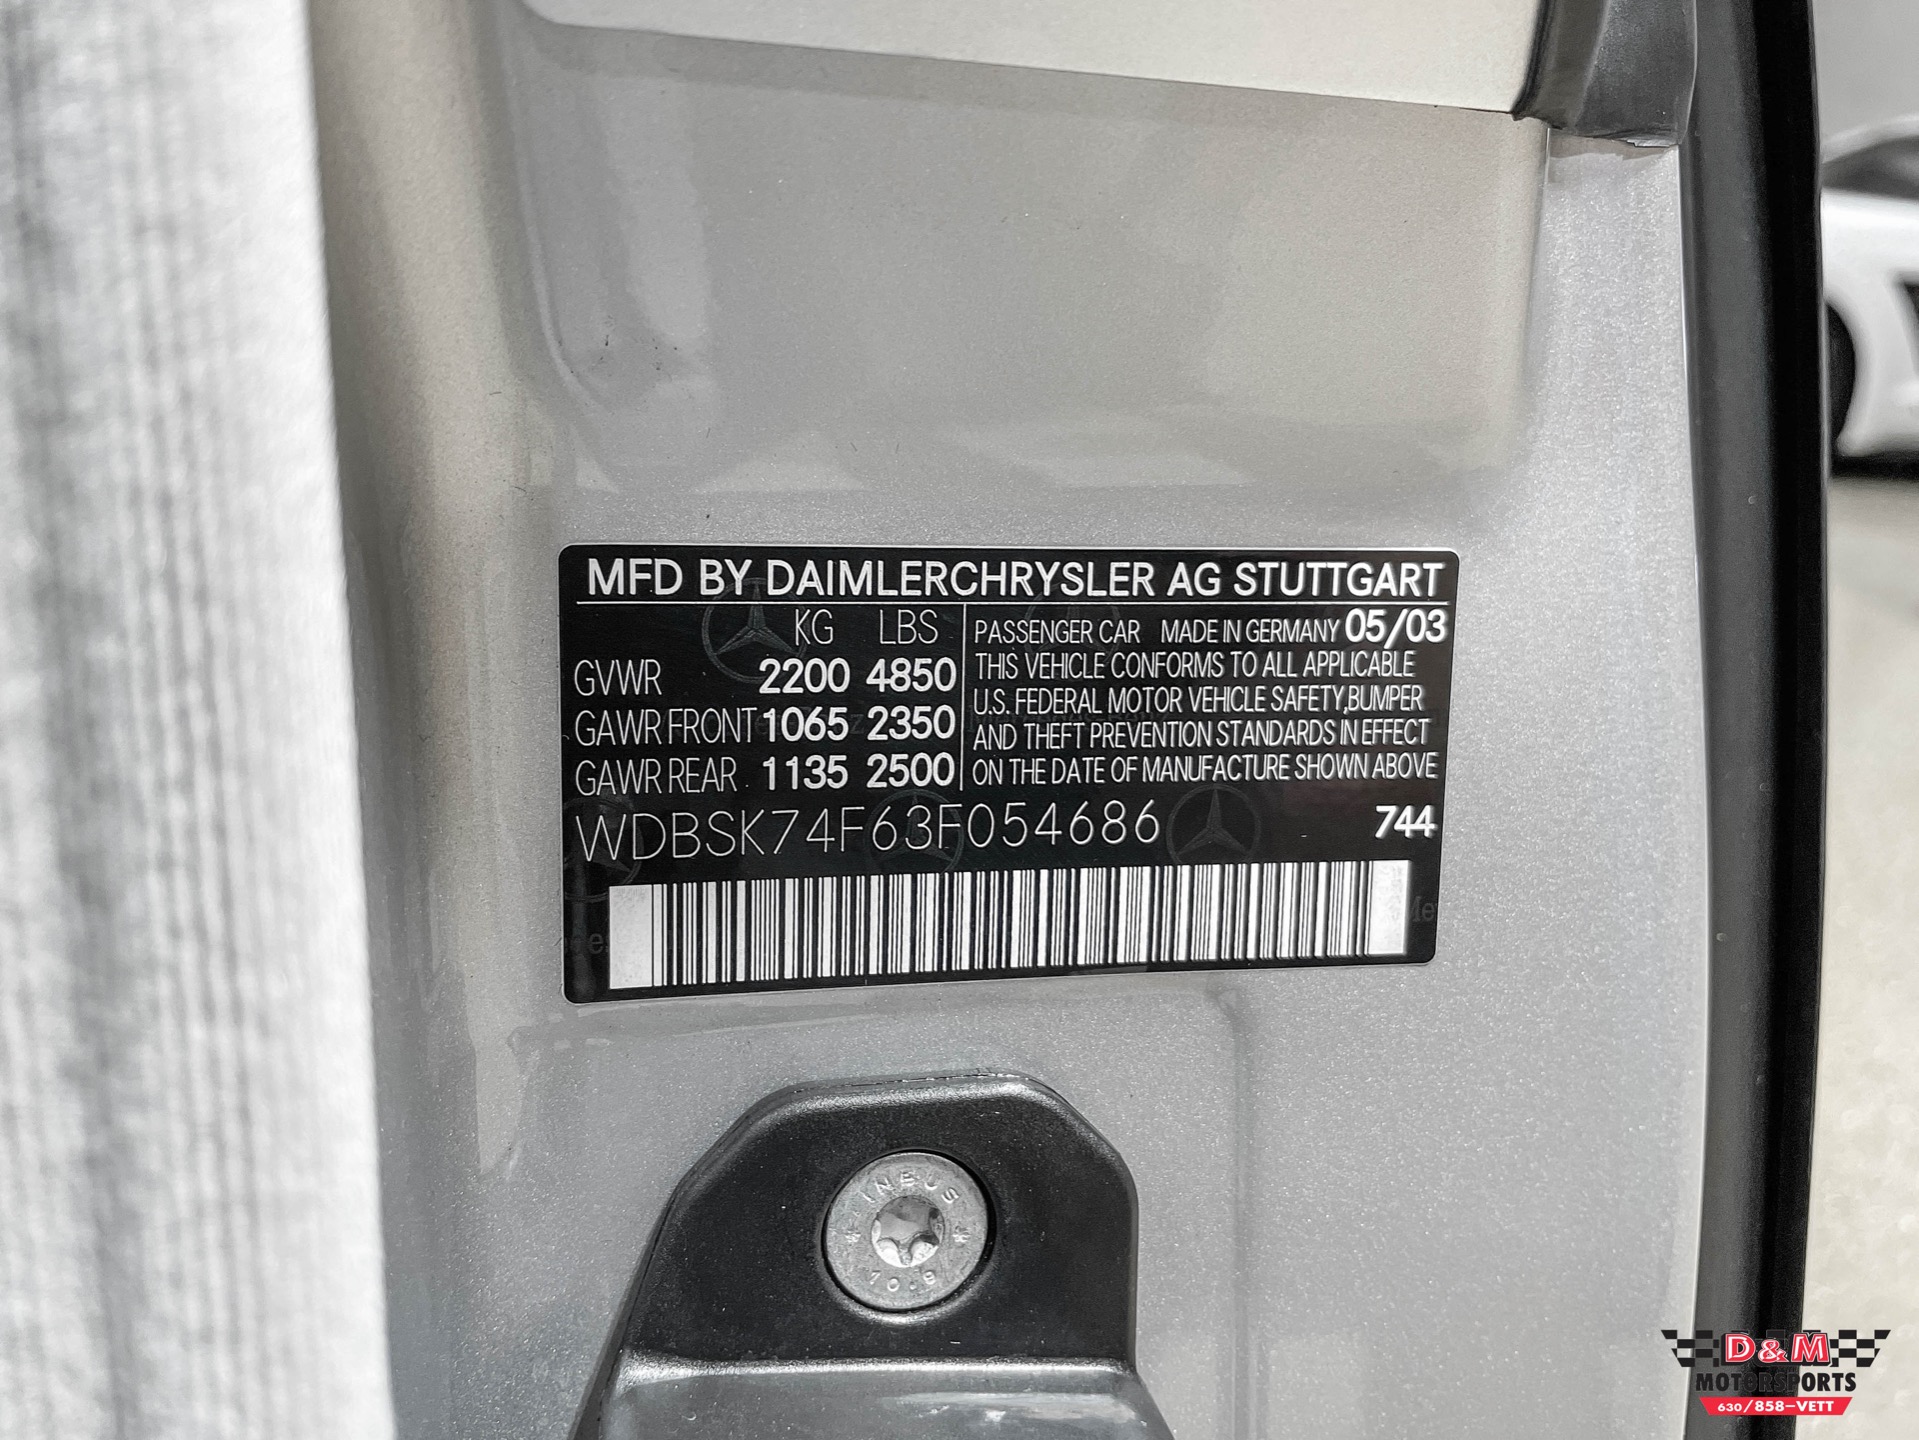 MFD BY DAIMLERCHRYSLER AG STUTTGART
KG LBS
GVWR 2200 4850
GAWR FRONT 1065 2350
GAWR REAR 1135 2500
PASSENGER CAR MADE IN GERMANY 05/03
THIS VEHICLE CONFORMS TO ALL APPLICABLE
U.S. FEDERAL MOTOR VEHICLE SAFETY,BUMPER
AND THEFT PREVENTION STANDARDS IN EFFECT
ON THE DATE OF MANUFACTURE SHOWN ABOVE
WDBSK74F63F054686 744
INBUS
10.9
D&M
MOTORSPORTS
630/858-VETT